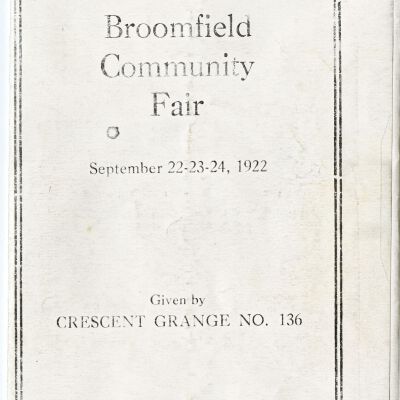 Broomfield
Community
Fair
September 22-23-24, 1922
Given by
CRESCENT GRANGE NO. 136